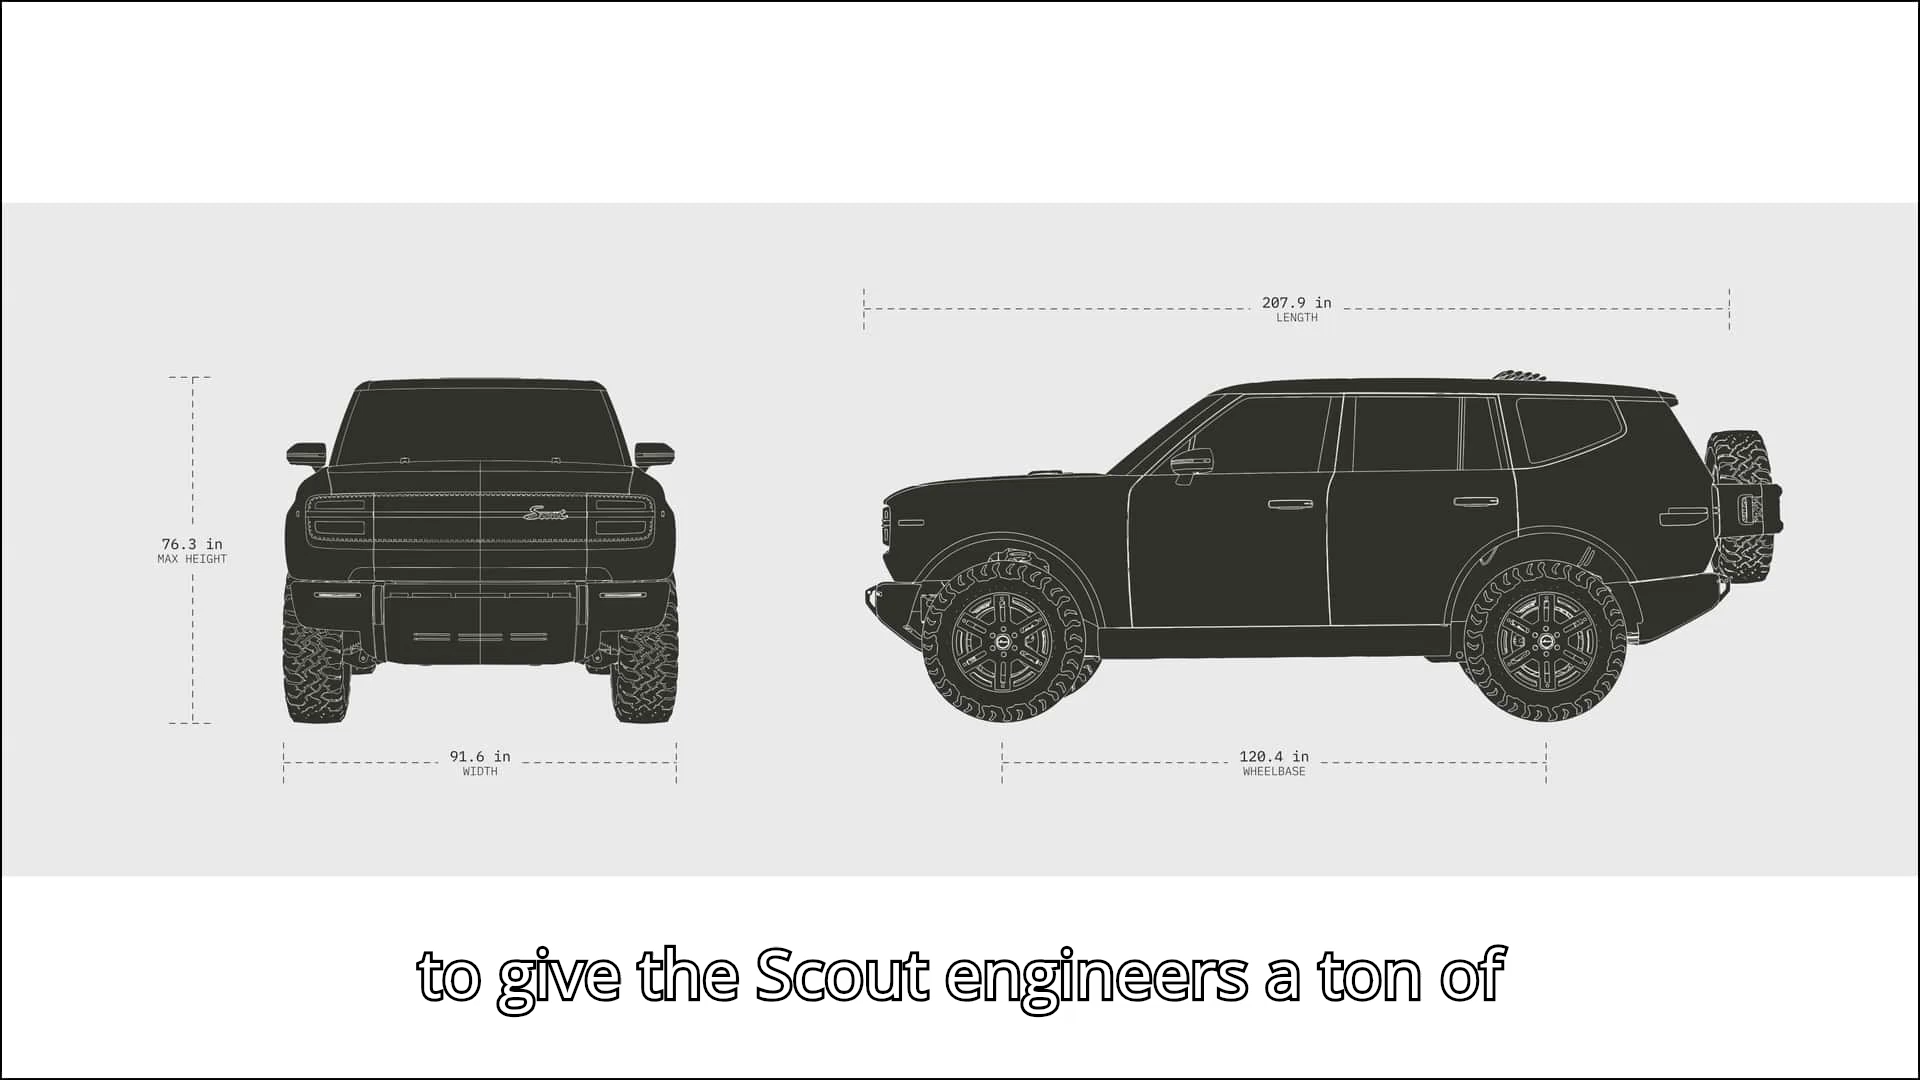 207.9 in
LENGTH
76.3 in
MAX HEIGHT
Scout
91.6 in
WIDTH
120.4 in
WHEELBASE
to give the Scout engineers a ton of